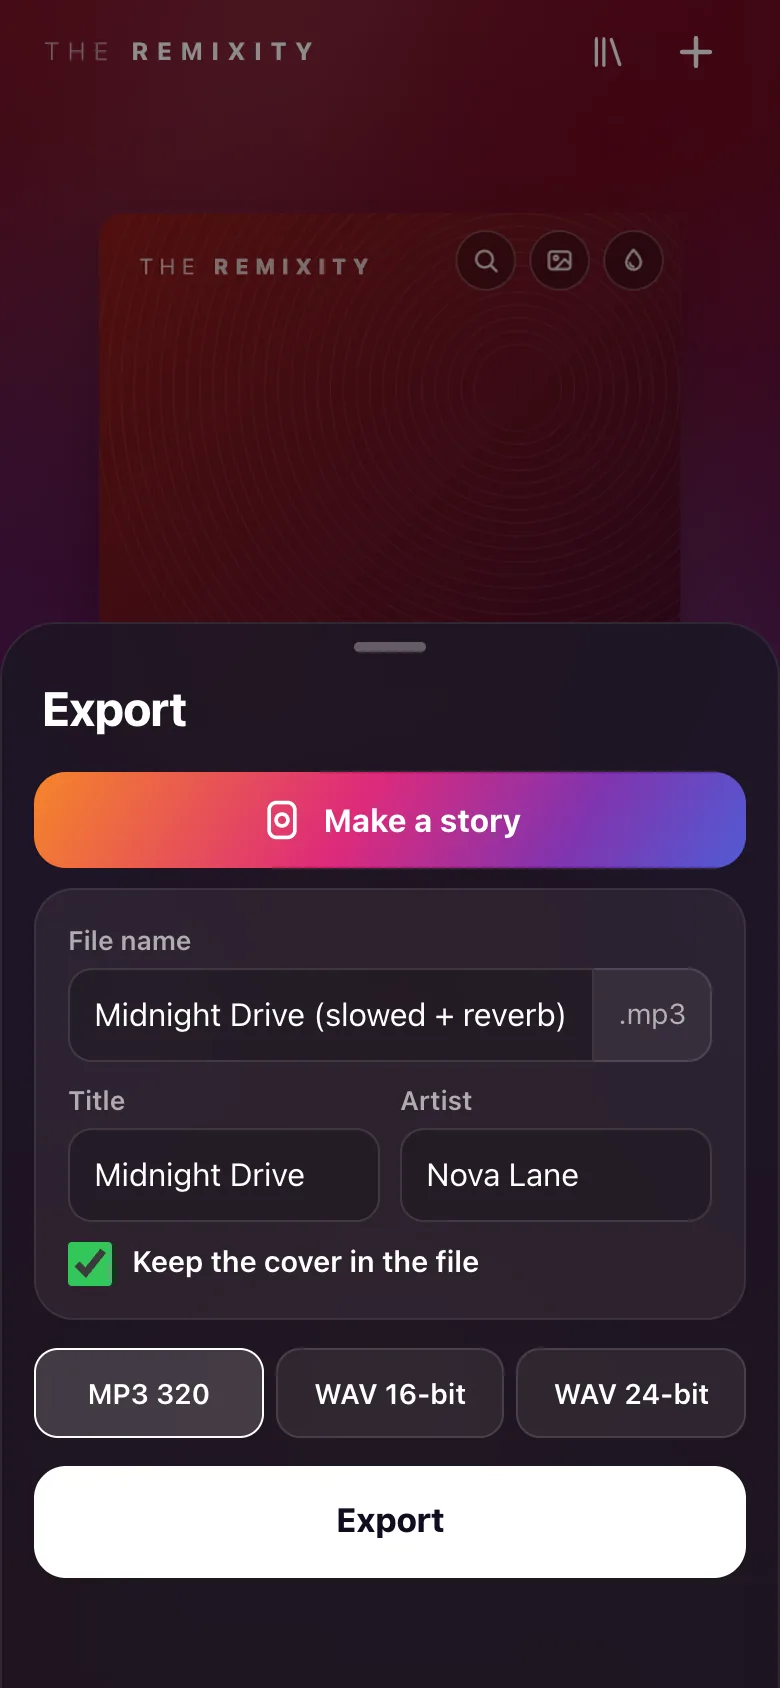 THE REMIXITY
THE REMIXITY
Export
Make a story
File name
Midnight Drive (slowed + reverb) .mp3
Title Artist
Midnight Drive Nova Lane
Keep the cover in the file
MP3 320 WAV 16-bit WAV 24-bit
Export